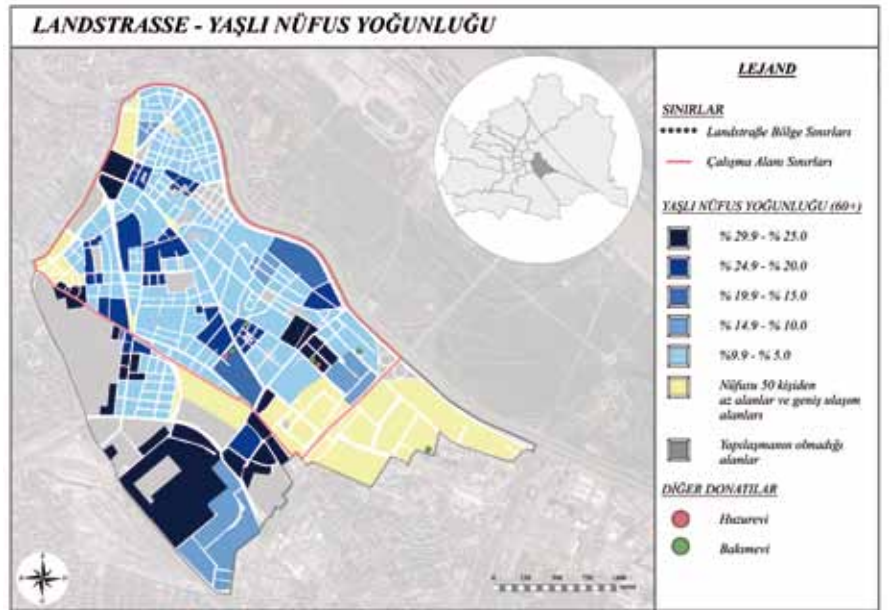 LANDSTRASSE - YAŞLI NÜFUS YOĞUNLUĞU
LEJAND
SINIRLAR
Landstraße Bölge Sınırları
Çalışma Alanı Sınırları
YAŞLI NÜFUS YOĞUNLUĞU (60+)
% 29.9 - % 25.0
% 24.9 - % 20.0
% 19.9 - % 15.0
% 14.9 - % 10.0
%9.9 - % 5.0
Nüfusu 50 kişiden
az alanlar ve geniş ulaşım
alanları
Yapılaşmanın olmadığı
alanlar
DİĞER DONATILAR
Huzurevi
Bakımevi
0